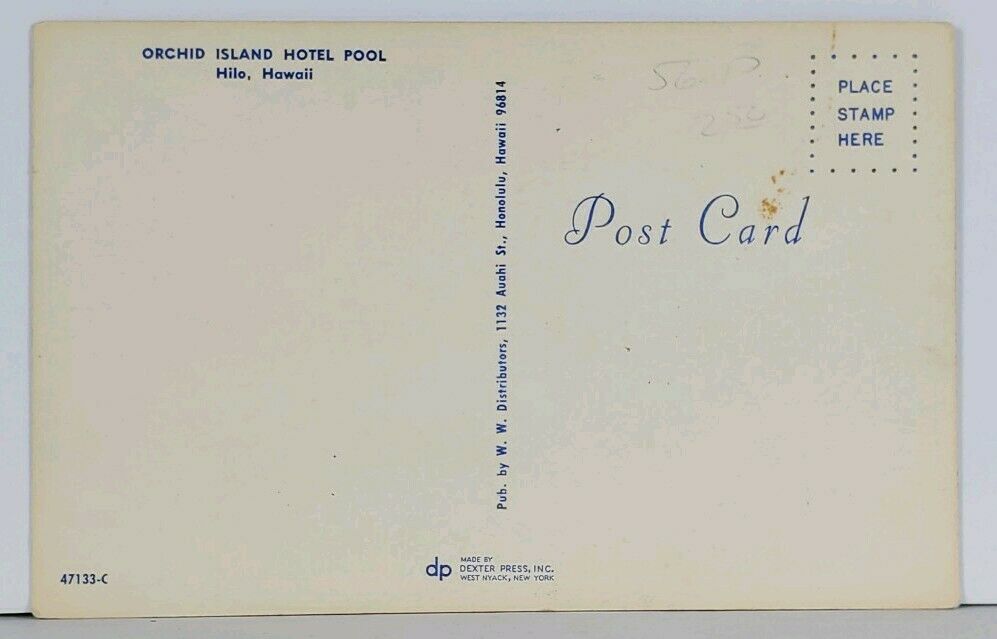 ORCHID ISLAND HOTEL POOL
Hilo, Hawaii
Pub. by W. W. Distributors, 1132 Auahi St., Honolulu, Hawaii 96814
PLACE
STAMP
HERE
Post Card
47133-C
dp
MADE BY
DEXTER PRESS, INC.
WEST NYACK, NEW YORK